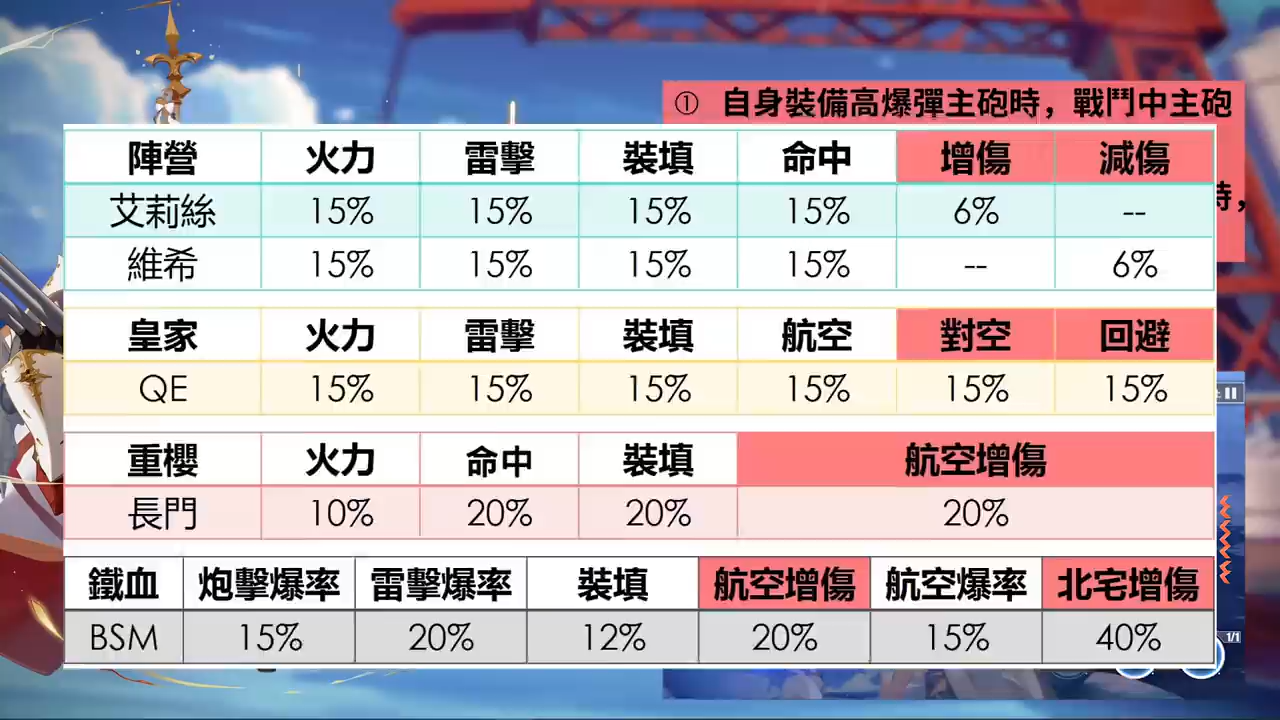 ① 自身裝備高爆彈主砲時，戰鬥中主砲
時，
陣營 火力 雷擊 裝填 命中 增傷 減傷
艾莉絲 15% 15% 15% 15% 6% --
維希 15% 15% 15% 15% -- 6%
皇家 火力 雷擊 裝填 航空 對空 回避
QE 15% 15% 15% 15% 15% 15%
重櫻 火力 命中 裝填 航空增傷
長門 10% 20% 20% 20%
鐵血 炮擊爆率 雷擊爆率 裝填 航空增傷 航空爆率 北宅增傷
BSM 15% 20% 12% 20% 15% 40%
1/1